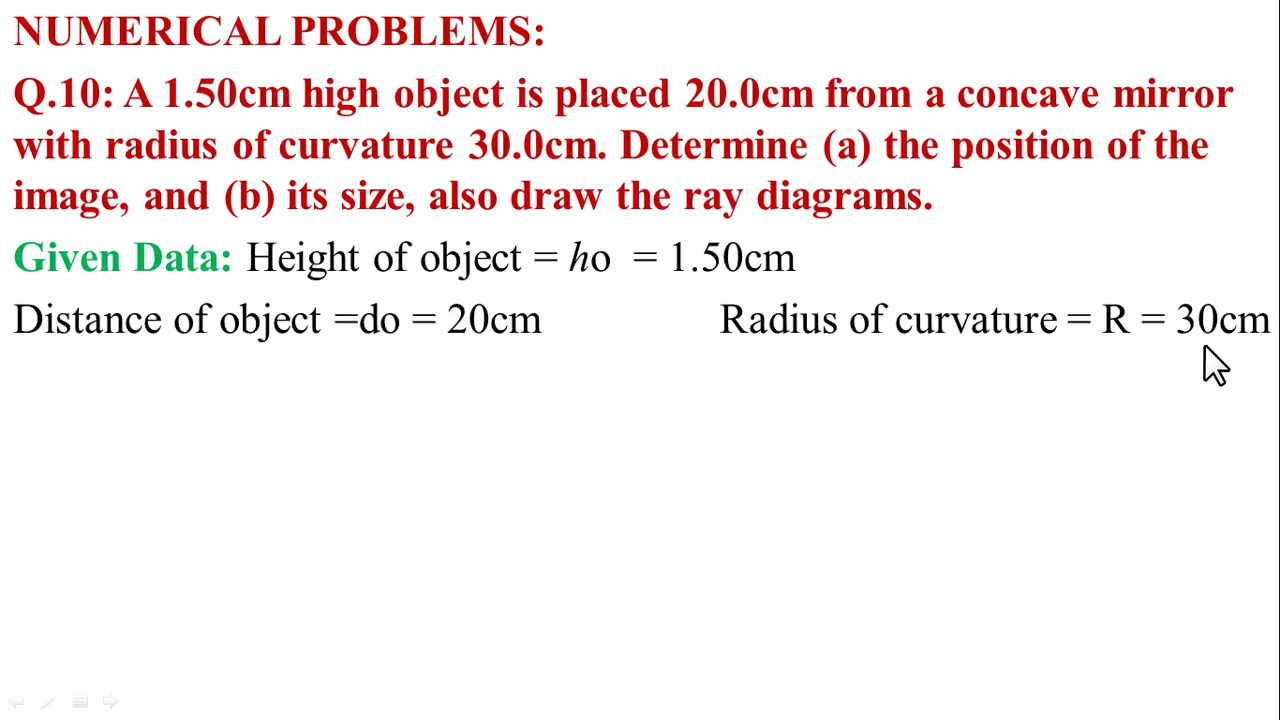 NUMERICAL PROBLEMS:
Q.10: A 1.50cm high object is placed 20.0cm from a concave mirror
with radius of curvature 30.0cm. Determine (a) the position of the
image, and (b) its size, also draw the ray diagrams.
Given Data: Height of object = ho = 1.50cm
Distance of object =do = 20cm Radius of curvature = R = 30cm